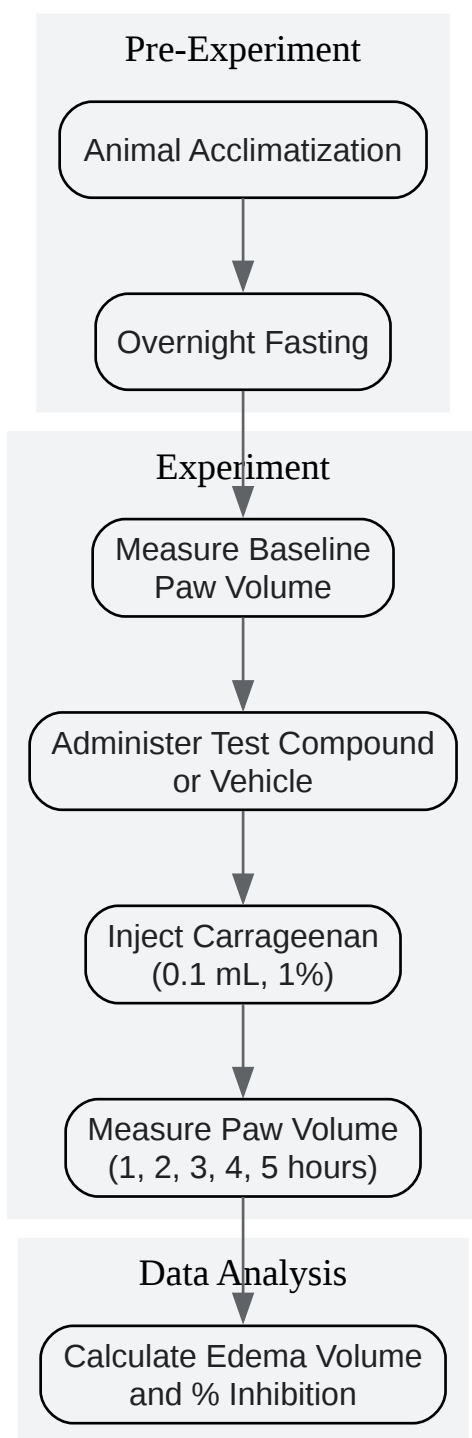 Pre-Experiment
Animal Acclimatization
Overnight Fasting
Experiment
Measure Baseline
Paw Volume
Administer Test Compound
or Vehicle
Inject Carrageenan
(0.1 mL, 1%)
Measure Paw Volume
(1, 2, 3, 4, 5 hours)
Data Analysis
Calculate Edema Volume
and % Inhibition